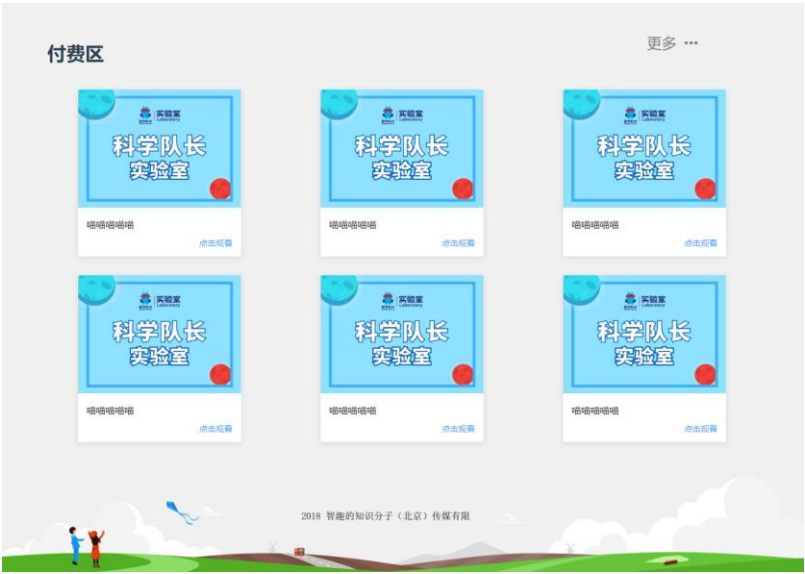 付费区
更多 •••
实验室
Laboratory
科学队长
实验室
实验室
Laboratory
科学队长
实验室
实验室
Laboratory
科学队长
实验室
喵喵喵喵喵
喵喵喵喵喵
喵喵喵喵喵
点击观看
点击观看
点击观看
实验室
Laboratory
科学队长
实验室
实验室
Laboratory
科学队长
实验室
实验室
Laboratory
科学队长
实验室
喵喵喵喵喵
喵喵喵喵喵
喵喵喵喵喵
点击观看
点击观看
点击观看
2018 智趣的知识分子（北京）传媒有限